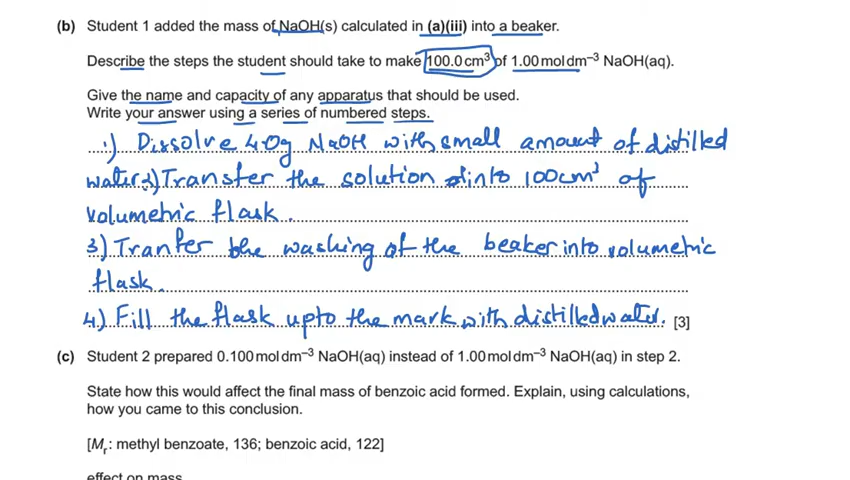 (b) Student 1 added the mass of NaOH(s) calculated in (a)(iii) into a beaker.
Describe the steps the student should take to make 100.0 cm³ of 1.00 mol dm⁻³ NaOH(aq).
Give the name and capacity of any apparatus that should be used.
Write your answer using a series of numbered steps.
1) Dissolve 4.0g NaOH with small amount of distilled
water 2) Transfer the solution into 100cm³ of
volumetric flask.
3) Tranfer the washing of the beaker into volumetric
flask.
4) Fill the flask upto the mark with distilled water. [3]
(c) Student 2 prepared 0.100 mol dm⁻³ NaOH(aq) instead of 1.00 mol dm⁻³ NaOH(aq) in step 2.
State how this would affect the final mass of benzoic acid formed. Explain, using calculations,
how you came to this conclusion.
[Mr: methyl benzoate, 136; benzoic acid, 122]
effect on mass